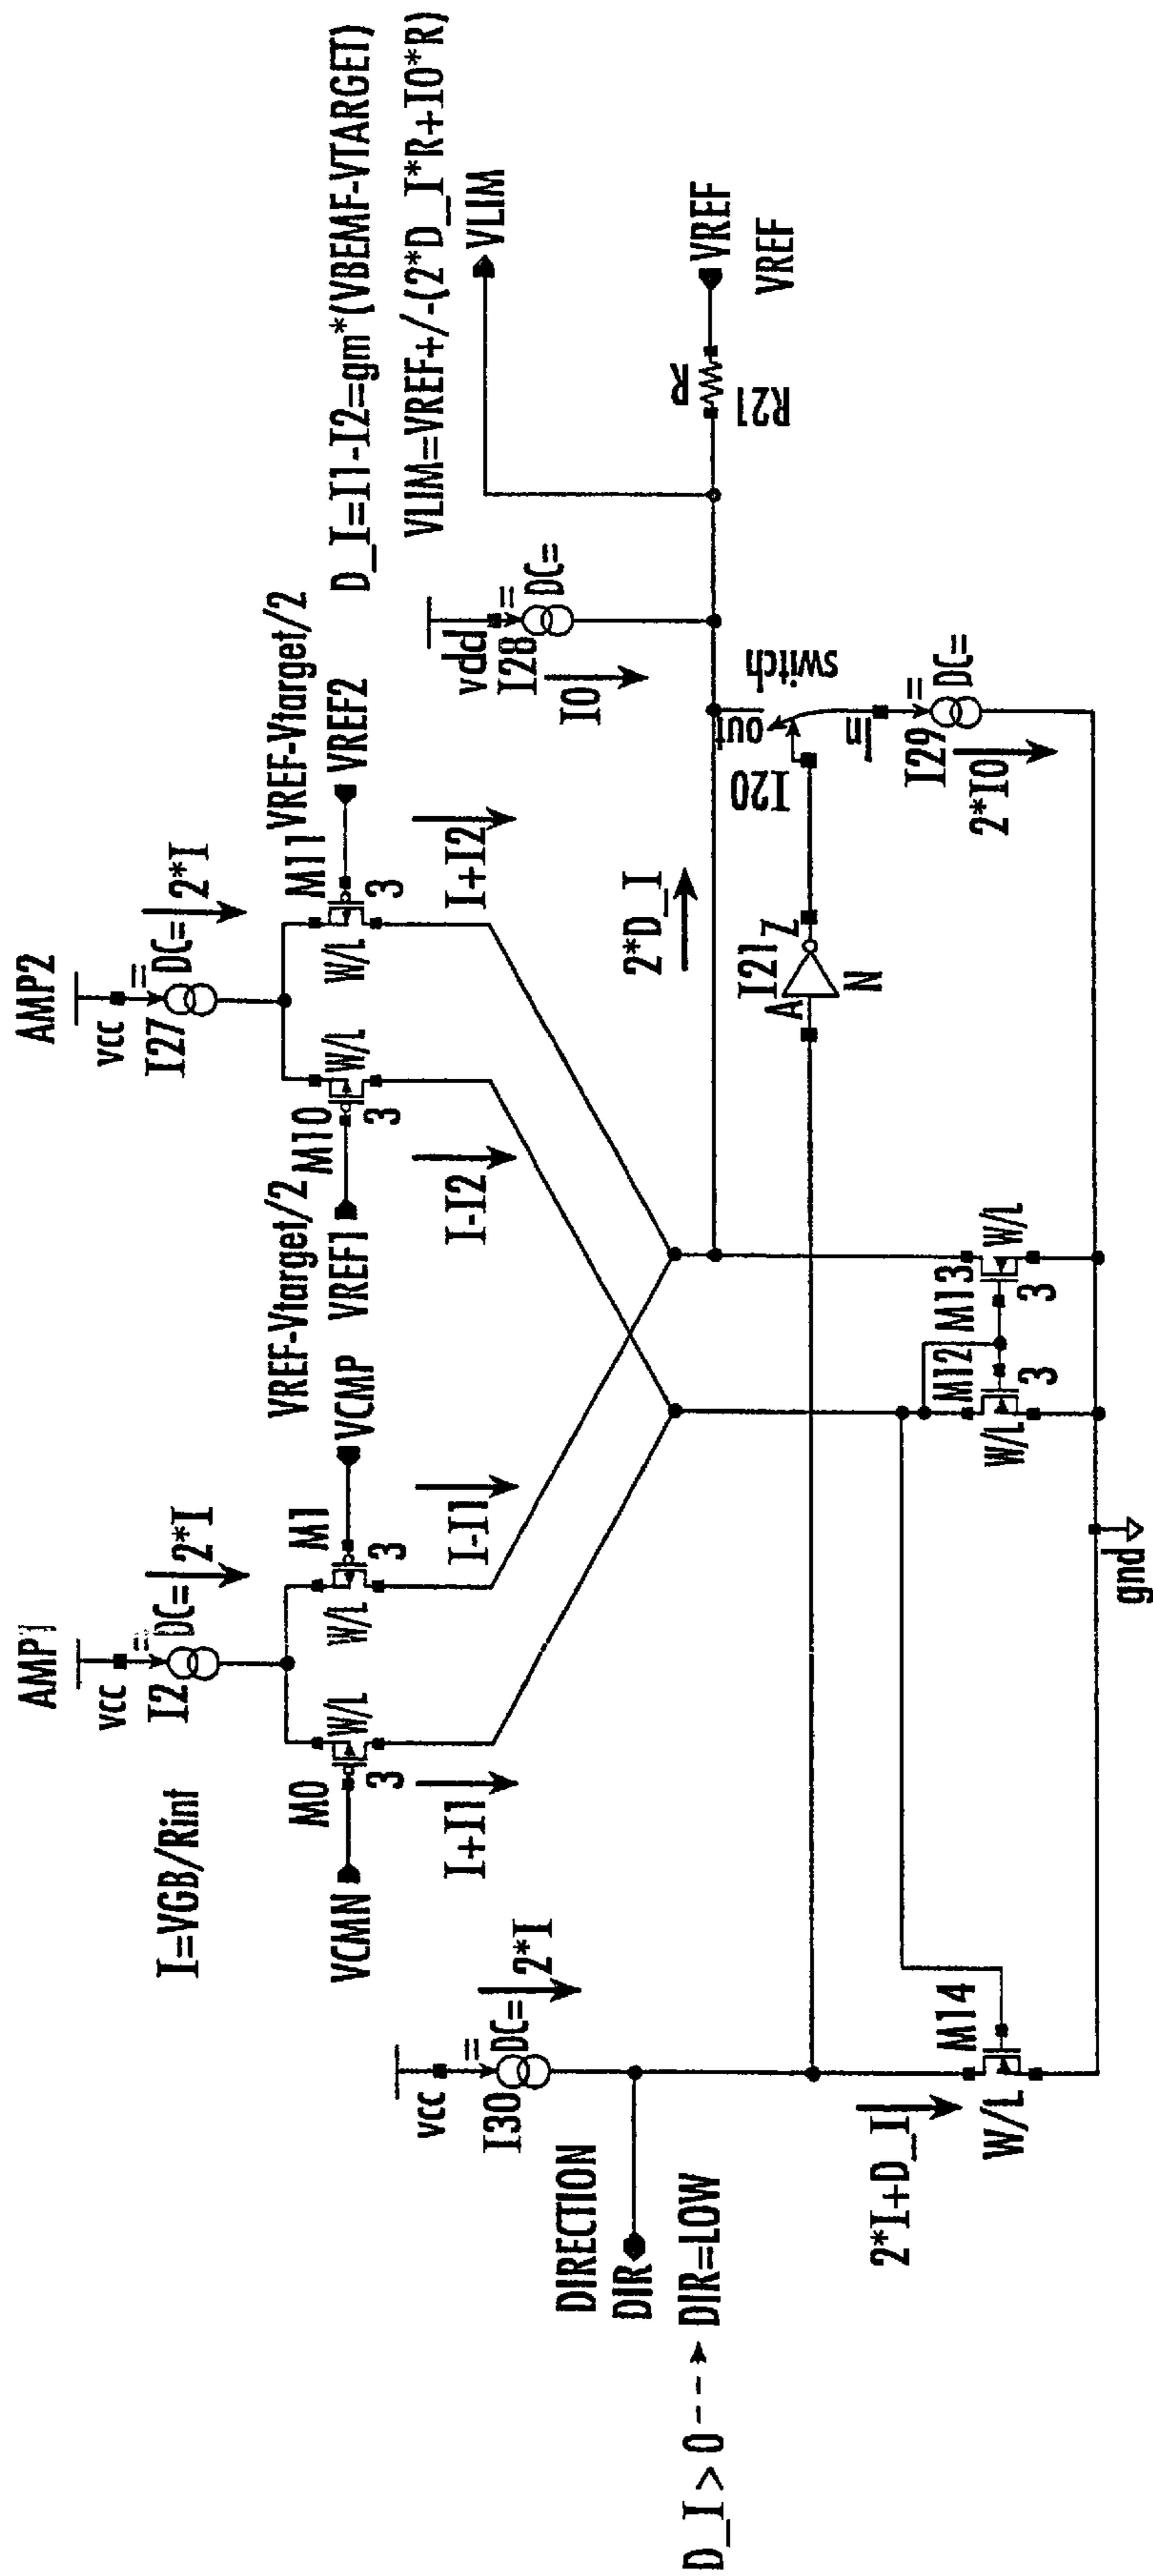 AMP1
AMP2
vcc
I2
DC=
2*I
vcc
I27
DC=
2*I
I=VGB/Rint
M0
W/L
3
M1
W/L
3
VCMN
VCMP
VREF-Vtarget/2
VREF1
M10
W/L
3
M11
W/L
3
VREF-Vtarget/2
VREF2
I+I1
I-I1
I-I2
I+I2
D_I=I1-I2=gm*(VBEMF-VTARGET)
VLIM=VREF+/-(2*D_I*R+I0*R)
VLIM
vcc
I30
DC=
2*I
vdd
I28
DC=
I0
DIRECTION
DIR
D_I > 0 --→ DIR=LOW
2*D_I
R
R21
VREF
VREF
out
switch
I20
in
I21
A
Z
N
I29
DC=
2*I0
2*I+D_I
M14
W/L
M12
W/L
3
M13
W/L
3
gnd